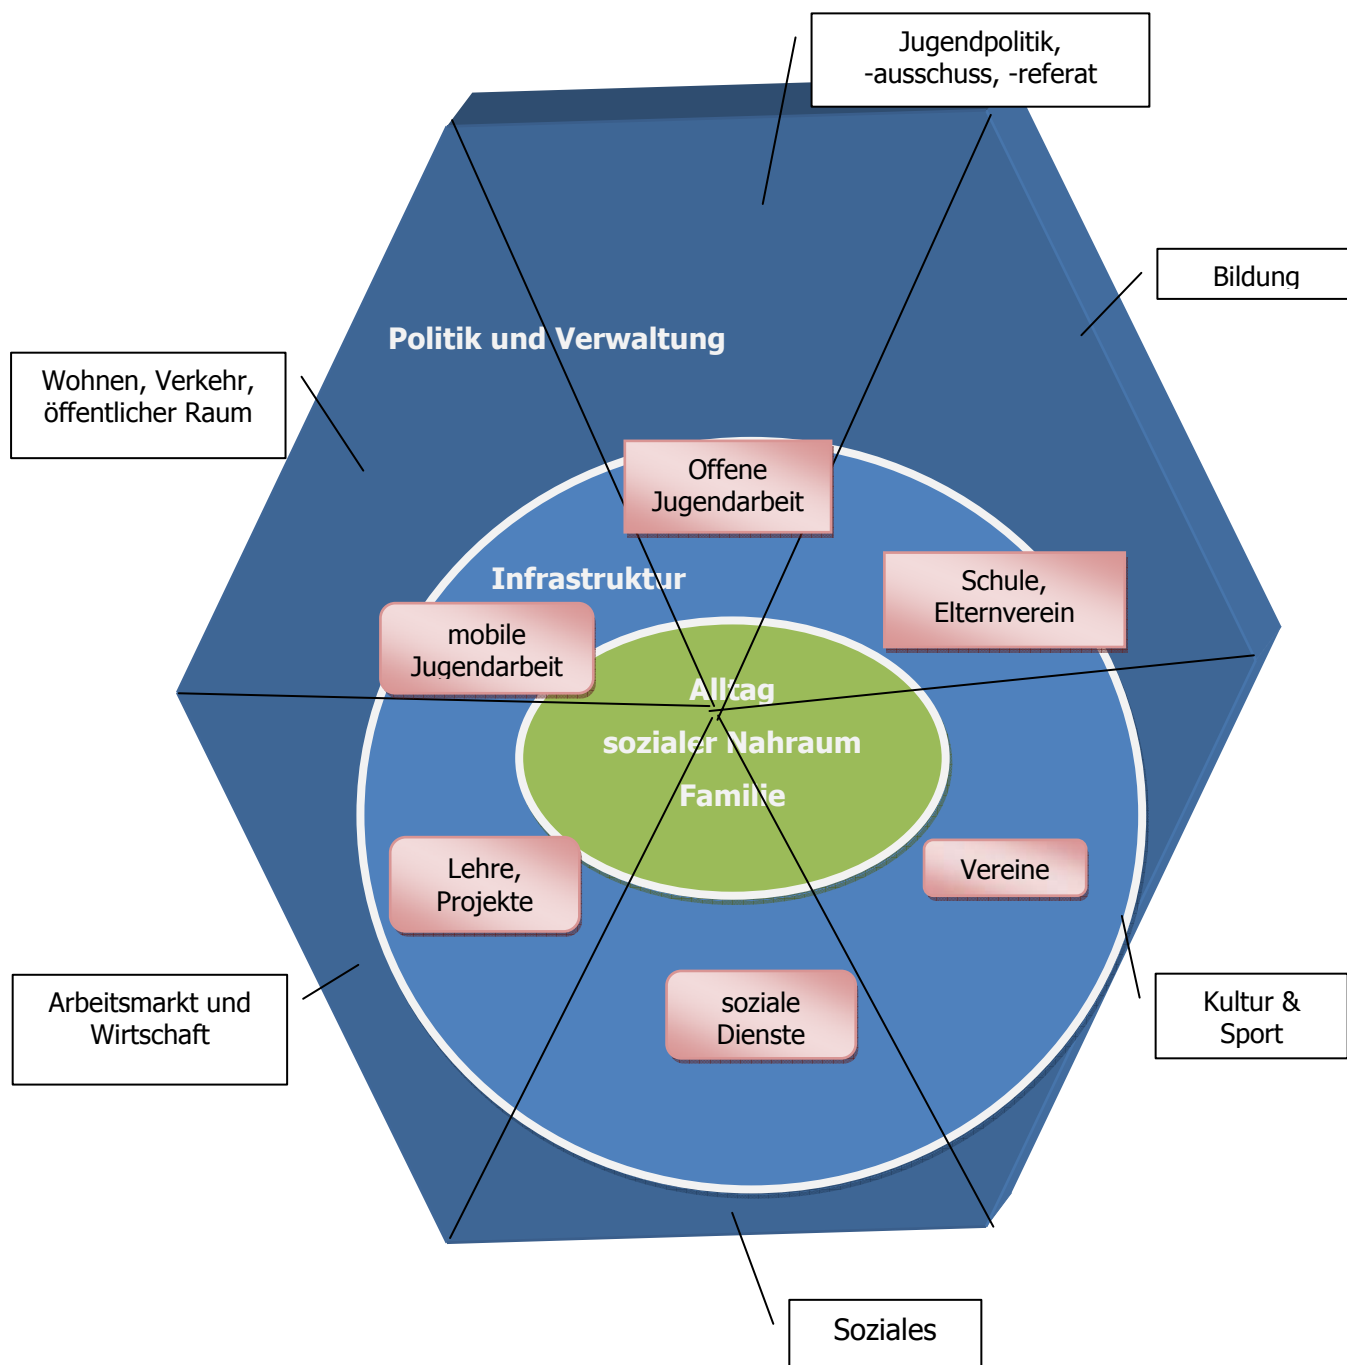 Jugendpolitik,
-ausschuss, -referat
Bildung
Politik und Verwaltung
Wohnen, Verkehr,
öffentlicher Raum
Offene
Jugendarbeit
Infrastruktur
Schule,
Elternverein
mobile
Jugendarbeit
Alltag
sozialer Nahraum
Familie
Lehre,
Projekte
Vereine
soziale
Dienste
Arbeitsmarkt und
Wirtschaft
Kultur &
Sport
Soziales